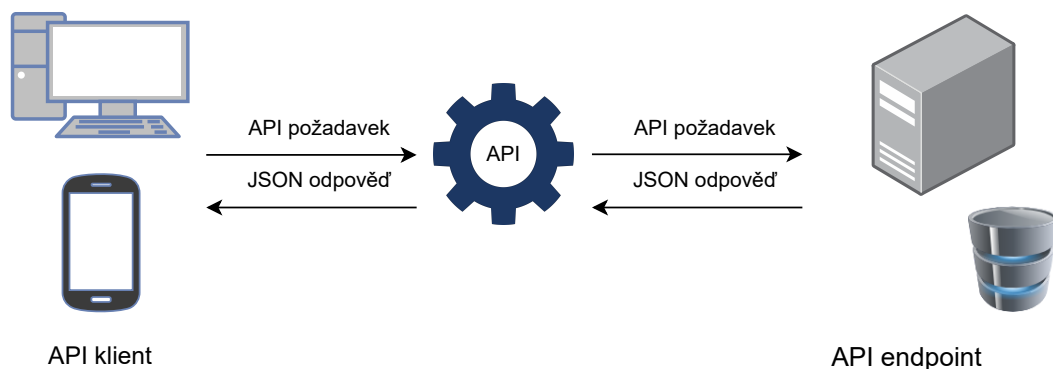 API požadavek
JSON odpověď
API
API požadavek
JSON odpověď
API klient
API endpoint